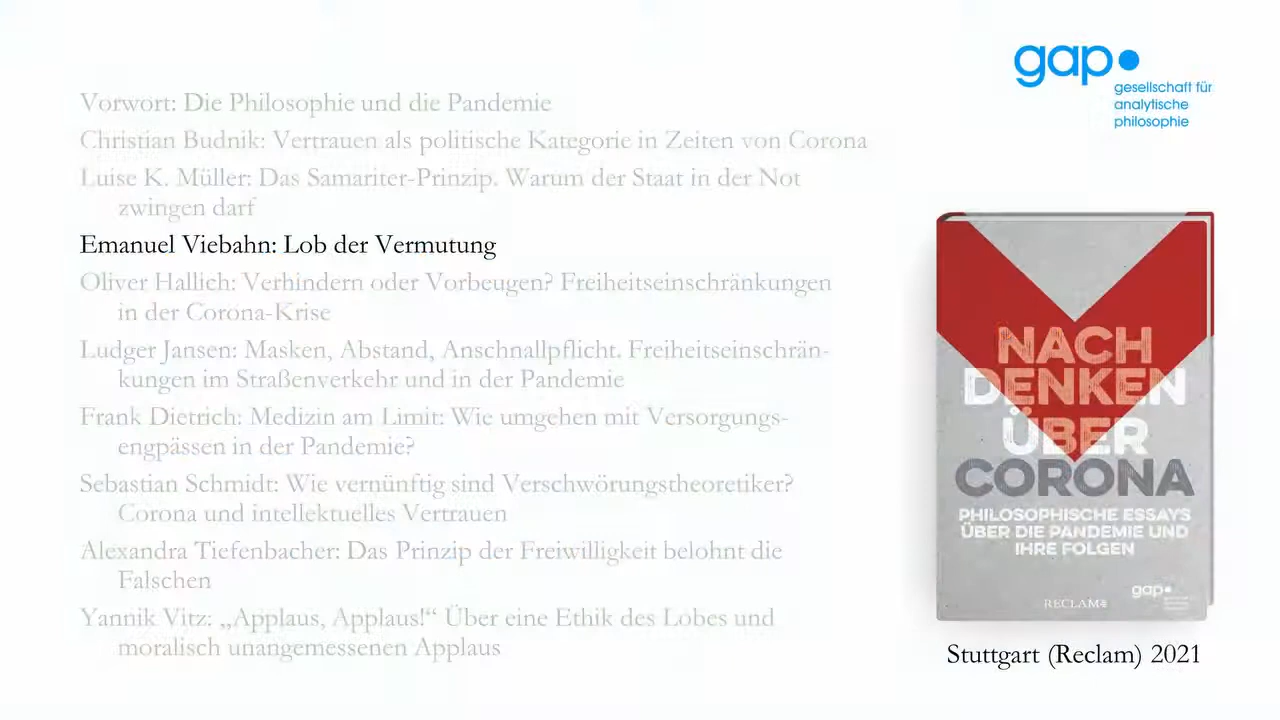 gap
gesellschaft für
analytische
philosophie
Vorwort: Die Philosophie und die Pandemie
Christian Budnik: Vertrauen als politische Kategorie in Zeiten von Corona
Luise K. Müller: Das Samariter-Prinzip. Warum der Staat in der Not
zwingen darf
Emanuel Viebahn: Lob der Vermutung
Oliver Hallich: Verhindern oder Vorbeugen? Freiheitseinschränkungen
in der Corona-Krise
Ludger Jansen: Masken, Abstand, Anschnallpflicht. Freiheitseinschrän-
kungen im Straßenverkehr und in der Pandemie
Frank Dietrich: Medizin am Limit: Wie umgehen mit Versorgungs-
engpässen in der Pandemie?
Sebastian Schmidt: Wie vernünftig sind Verschwörungstheoretiker?
Corona und intellektuelles Vertrauen
Alexandra Tiefenbacher: Das Prinzip der Freiwilligkeit belohnt die
Falschen
Yannik Vitz: „Applaus, Applaus!“ Über eine Ethik des Lobes und
moralisch unangemessenen Applaus
NACH
DENKEN
ÜBER
CORONA
PHILOSOPHISCHE ESSAYS
ÜBER DIE PANDEMIE UND
IHRE FOLGEN
RECLAM
gap
Stuttgart (Reclam) 2021